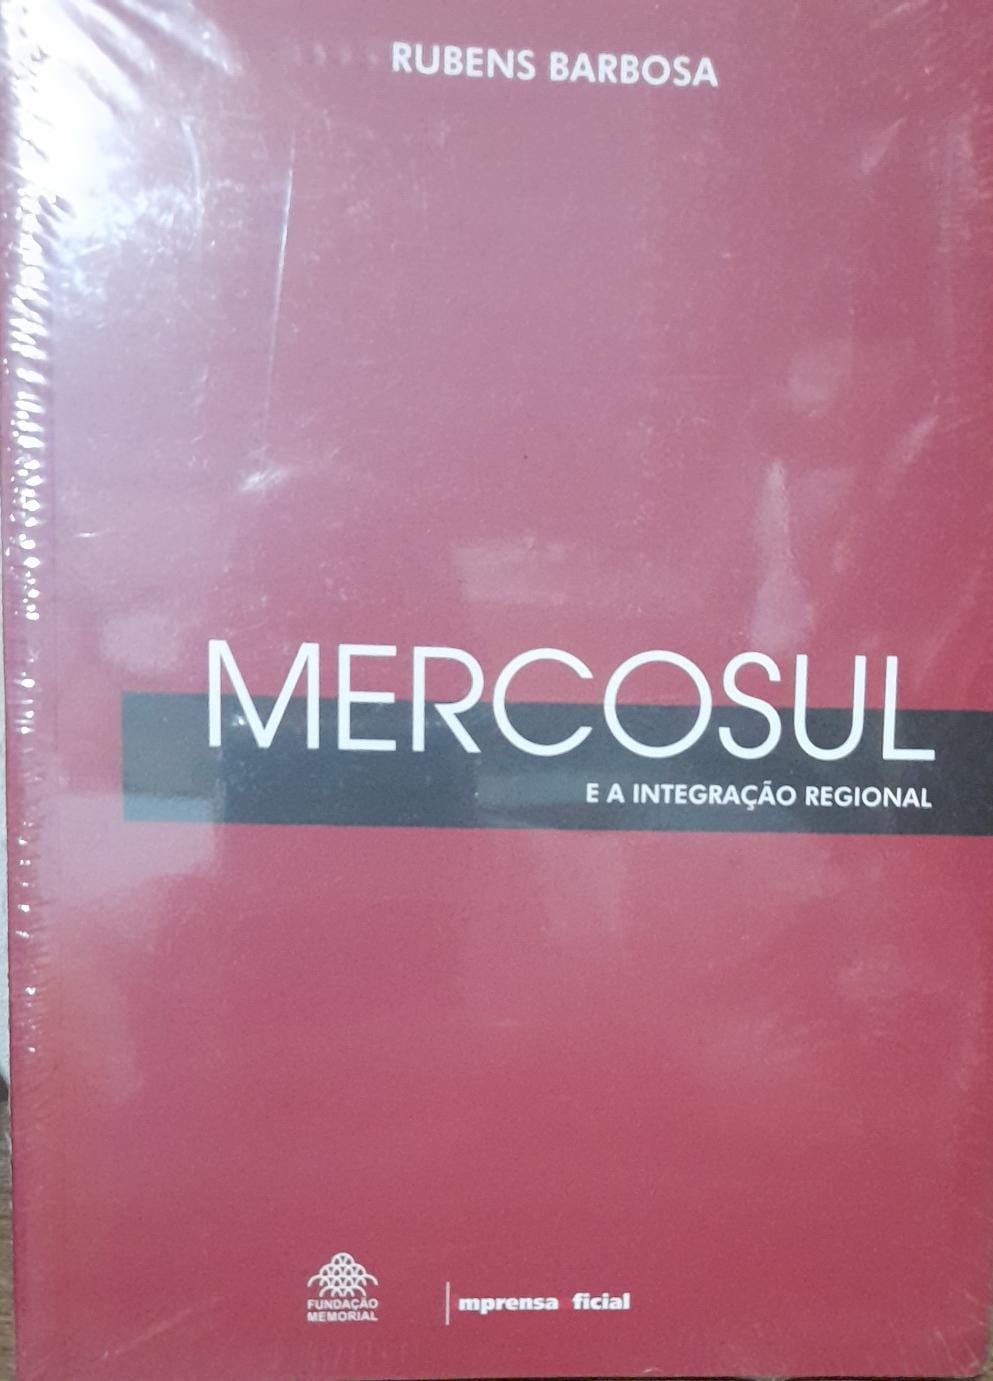 RUBENS BARBOSA
MERCOSUL
E A INTEGRAÇÃO REGIONAL
FUNDAÇÃO
MEMORIAL
mprensa ficial